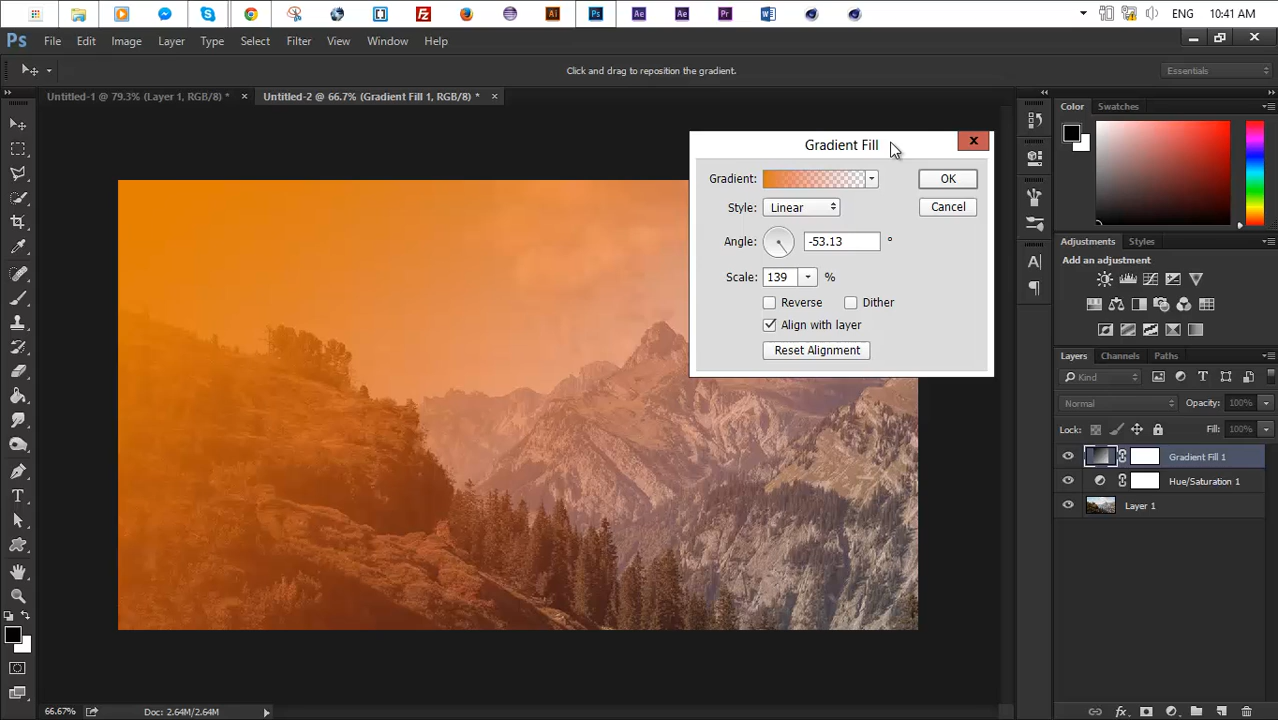 ENG 10:41 AM
Ps File Edit Image Layer Type Select Filter View Window Help
Click and drag to reposition the gradient.
Essentials
Untitled-1 @ 79.3% (Layer 1, RGB/8) * × Untitled-2 @ 66.7% (Gradient Fill 1, RGB/8) * ×
Color Swatches
Gradient Fill
Gradient: OK
Style: Linear Cancel
Angle: -53.13 °
Scale: 139 %
Reverse Dither
Align with layer
Reset Alignment
Adjustments Styles
Add an adjustment
Layers Channels Paths
Kind
Normal Opacity: 100%
Lock: Fill: 100%
Gradient Fill 1
Hue/Saturation 1
Layer 1
66.67% Doc: 2.64M/2.64M